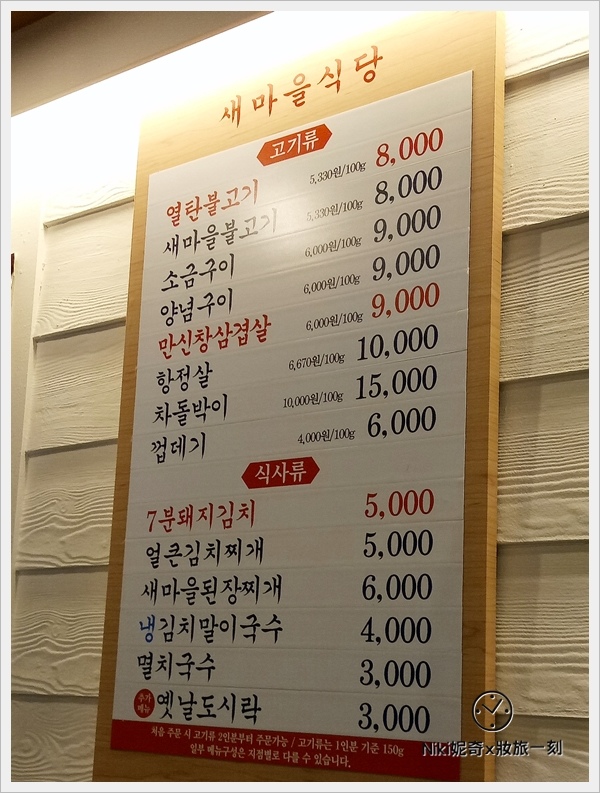 새마을식당
고기류
열탄불고기 5,330원/100g 8,000
새마을불고기 5,330원/100g 8,000
소금구이 6,000원/100g 9,000
양념구이 6,000원/100g 9,000
만신창삼겹살 6,000원/100g 9,000
항정살 6,670원/100g 10,000
차돌박이 10,000원/100g 15,000
껍데기 4,000원/100g 6,000
식사류
7분돼지김치 5,000
얼큰김치찌개 5,000
새마을된장찌개 6,000
냉김치말이국수 4,000
멸치국수 3,000
추가메뉴 옛날도시락 3,000
처음 주문 시 고기류 2인분부터 주문가능 / 고기류는 1인분 기준 150g
일부 메뉴구성은 지점별로 다를 수 있습니다.
Niki妮奇x妝旅一刻